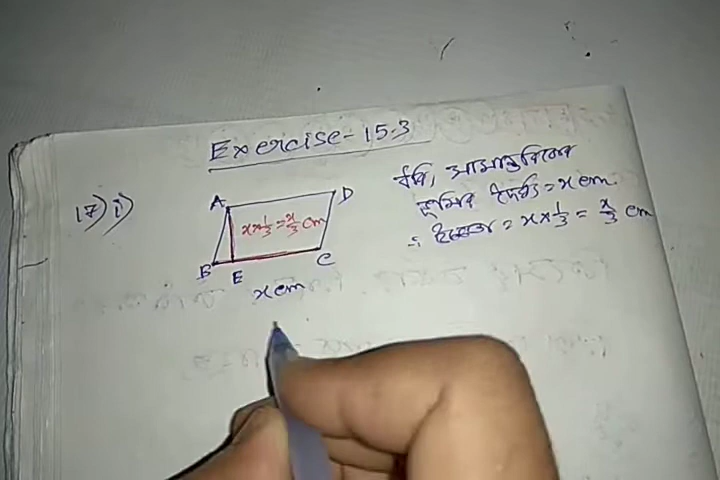 Exercise-15.3
17) i)
A
D
x×1/3 = x/3 cm
B
E
C
x cm
ধরি, সামান্তরিকের
ভূমির দৈর্ঘ্য = x cm.
∴ উচ্চতা = x×1/3 = x/3 cm